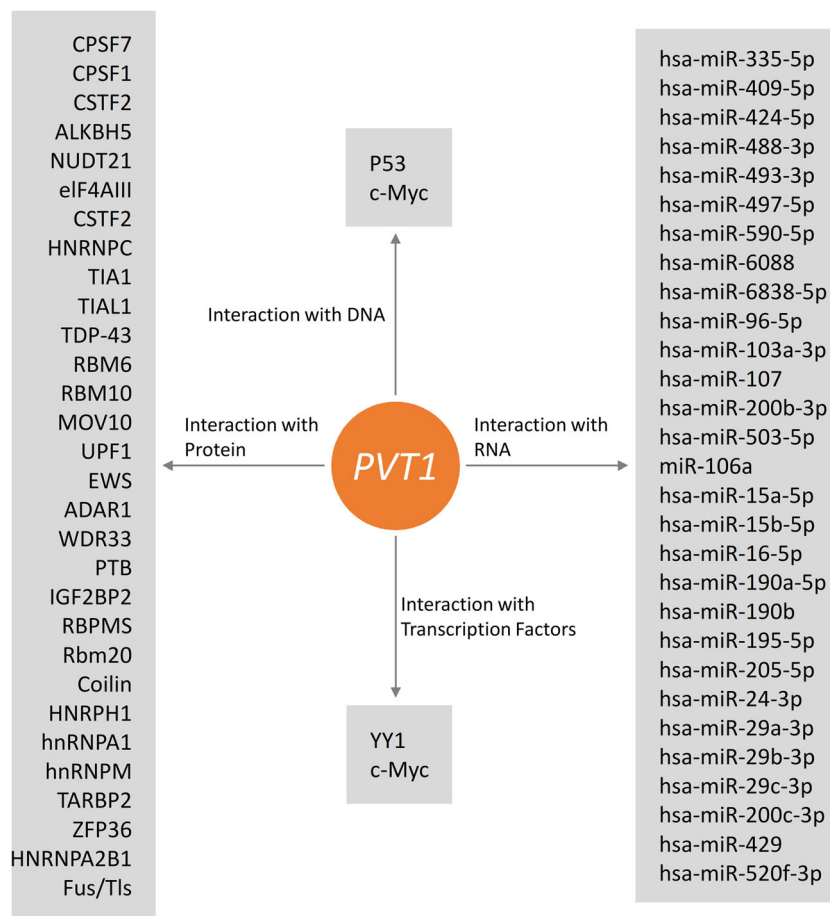 CPSF7
CPSF1
CSTF2
ALKBH5
NUDT21
elF4AIII
CSTF2
HNRNPC
TIA1
TIAL1
TDP-43
RBM6
RBM10
MOV10
UPF1
EWS
ADAR1
WDR33
PTB
IGF2BP2
RBPMS
Rbm20
Coilin
HNRPH1
hnRNPA1
hnRNPM
TARBP2
ZFP36
HNRNPA2B1
Fus/Tls
P53
c-Myc
Interaction with DNA
Interaction with
Protein
PVT1
Interaction with
RNA
Interaction with
Transcription Factors
YY1
c-Myc
hsa-miR-335-5p
hsa-miR-409-5p
hsa-miR-424-5p
hsa-miR-488-3p
hsa-miR-493-3p
hsa-miR-497-5p
hsa-miR-590-5p
hsa-miR-6088
hsa-miR-6838-5p
hsa-miR-96-5p
hsa-miR-103a-3p
hsa-miR-107
hsa-miR-200b-3p
hsa-miR-503-5p
miR-106a
hsa-miR-15a-5p
hsa-miR-15b-5p
hsa-miR-16-5p
hsa-miR-190a-5p
hsa-miR-190b
hsa-miR-195-5p
hsa-miR-205-5p
hsa-miR-24-3p
hsa-miR-29a-3p
hsa-miR-29b-3p
hsa-miR-29c-3p
hsa-miR-200c-3p
hsa-miR-429
hsa-miR-520f-3p